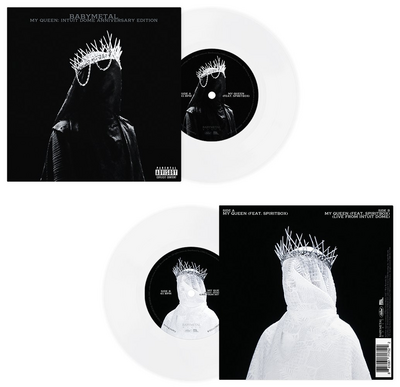 BABYMETAL
MY QUEEN: INTUIT DOME ANNIVERSARY EDITION
SIDE A
MY QUEEN
(FEAT. SPIRITBOX)
PARENTAL
ADVISORY
EXPLICIT CONTENT
SIDE A
MY QUEEN (FEAT. SPIRITBOX)
SIDE B
MY QUEEN (FEAT. SPIRITBOX)
(LIVE FROM INTUIT DOME)
SIDE B